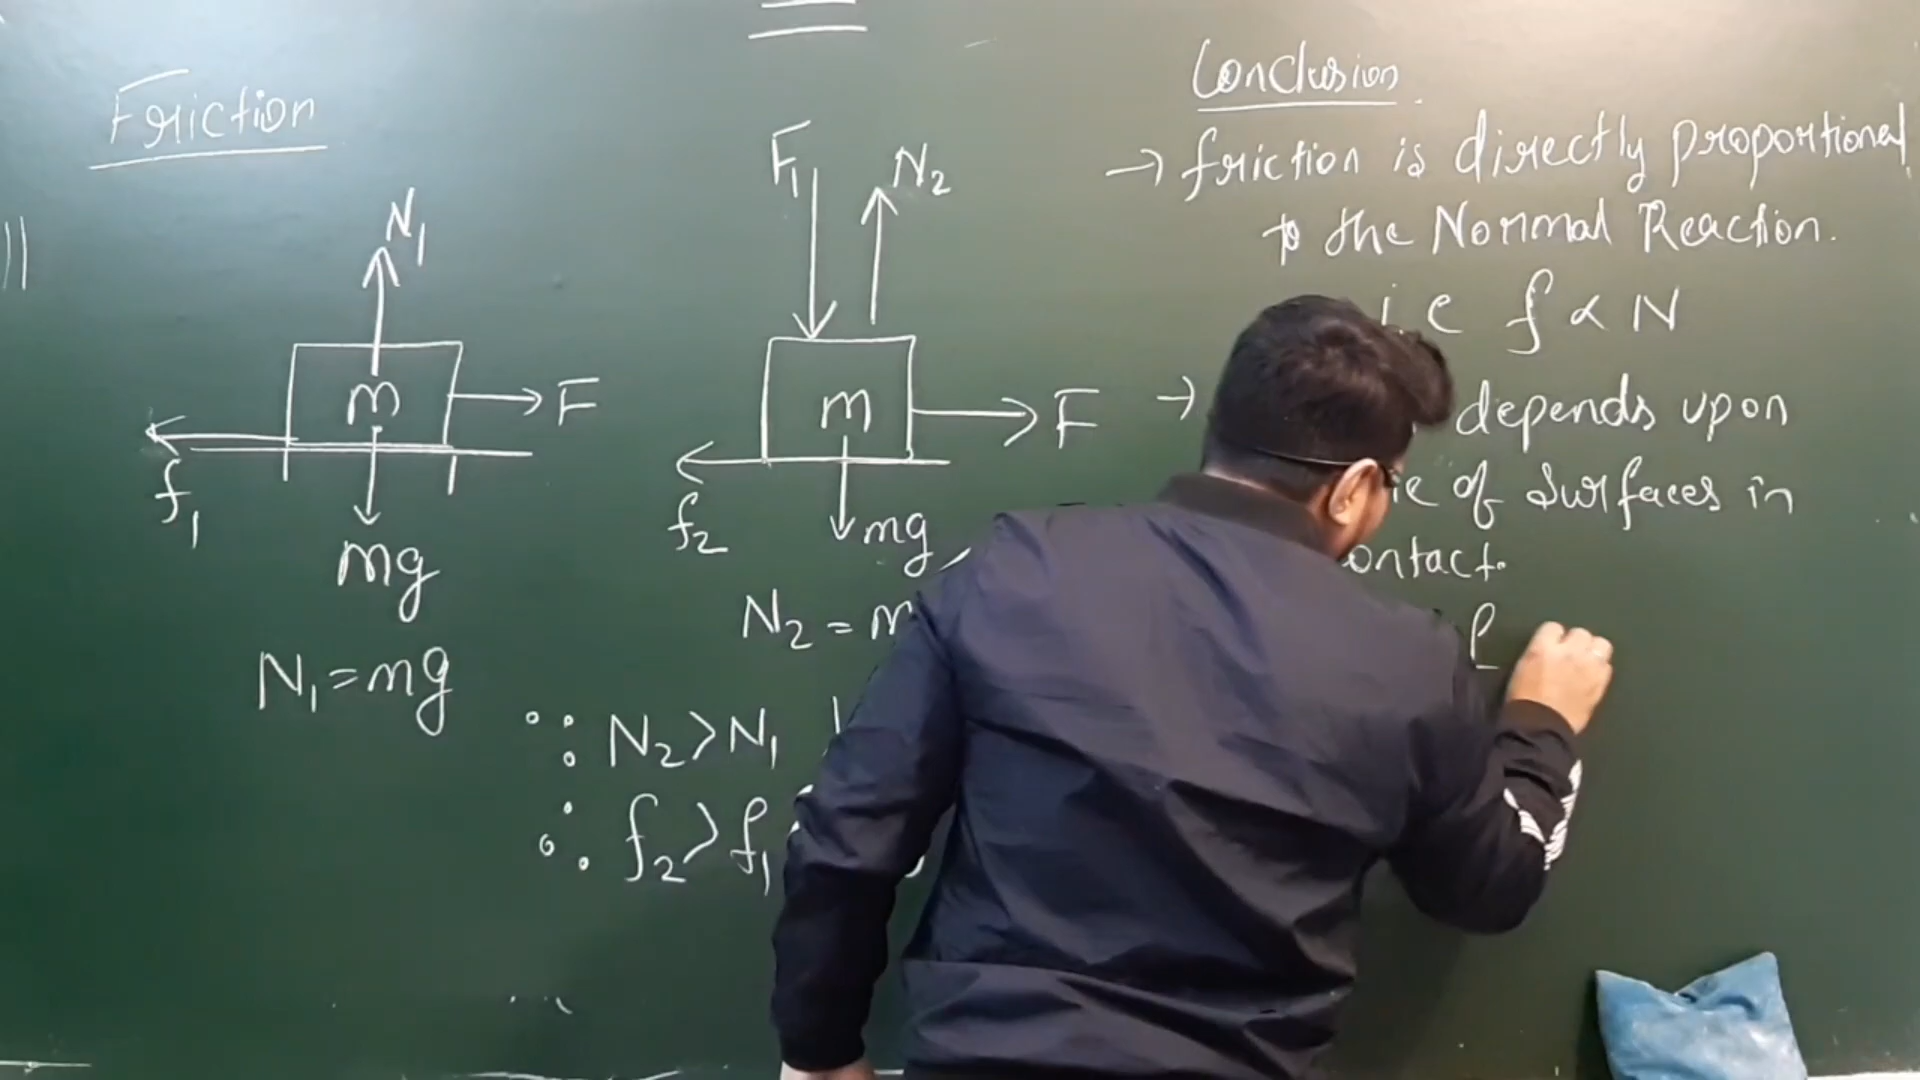 Friction
N1
m
F
f1
mg
N1 = mg
F1
N2
m
F
f2
mg
N2 =
∵ N2 > N1
∴ f2 > f1
Conclusion
→ friction is directly proportional
to the Normal Reaction.
i.e f ∝ N
→ depends upon
of surfaces in